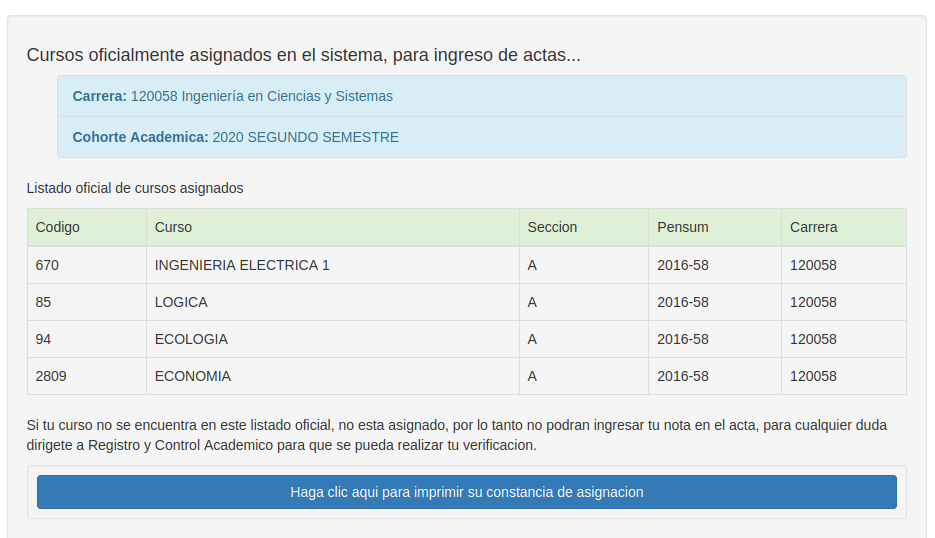 Cursos oficialmente asignados en el sistema, para ingreso de actas...
Carrera: 120058 Ingeniería en Ciencias y Sistemas
Cohorte Academica: 2020 SEGUNDO SEMESTRE
Listado oficial de cursos asignados
Codigo Curso Seccion Pensum Carrera
670 INGENIERIA ELECTRICA 1 A 2016-58 120058
85 LOGICA A 2016-58 120058
94 ECOLOGIA A 2016-58 120058
2809 ECONOMIA A 2016-58 120058
Si tu curso no se encuentra en este listado oficial, no esta asignado, por lo tanto no podran ingresar tu nota en el acta, para cualquier duda
dirigete a Registro y Control Academico para que se pueda realizar tu verificacion.
Haga clic aqui para imprimir su constancia de asignacion